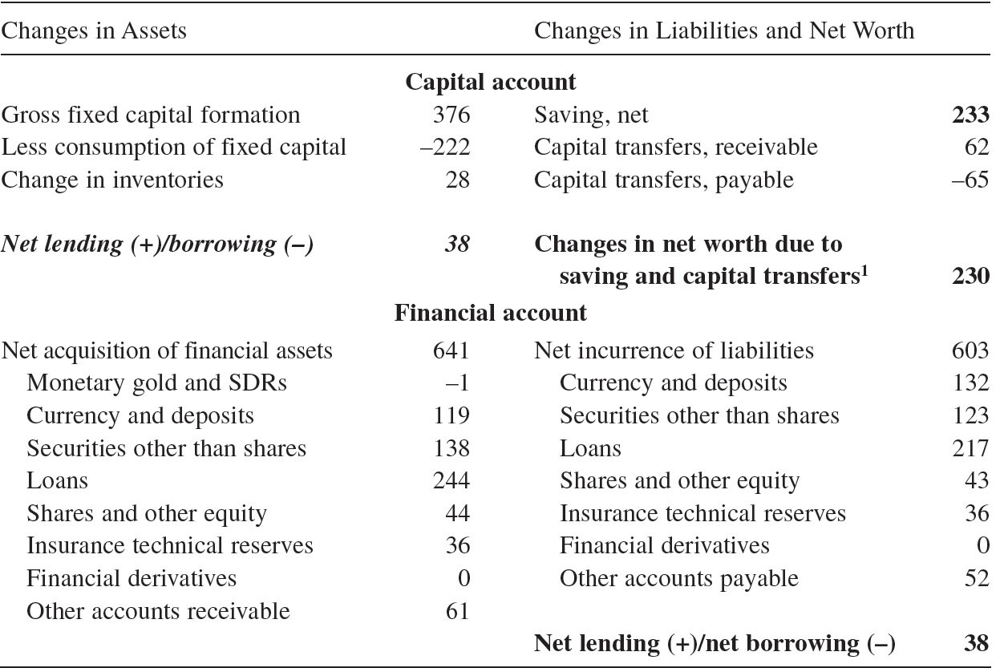 Changes in Assets Changes in Liabilities and Net Worth
Capital account
Gross fixed capital formation 376 Saving, net 233
Less consumption of fixed capital –222 Capital transfers, receivable 62
Change in inventories 28 Capital transfers, payable –65
Net lending (+)/borrowing (–) 38 Changes in net worth due to
saving and capital transfers¹ 230
Financial account
Net acquisition of financial assets 641 Net incurrence of liabilities 603
Monetary gold and SDRs –1 Currency and deposits 132
Currency and deposits 119 Securities other than shares 123
Securities other than shares 138 Loans 217
Loans 244 Shares and other equity 43
Shares and other equity 44 Insurance technical reserves 36
Insurance technical reserves 36 Financial derivatives 0
Financial derivatives 0 Other accounts payable 52
Other accounts receivable 61
Net lending (+)/net borrowing (–) 38